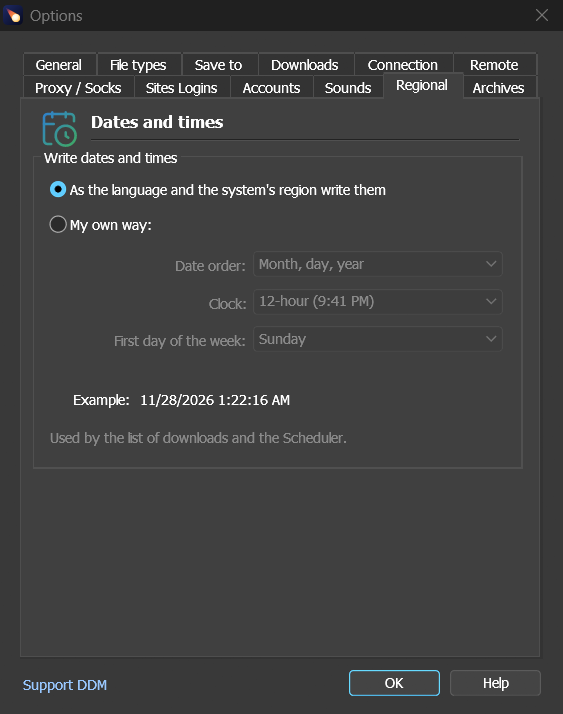 Options
General File types Save to Downloads Connection Remote
Proxy / Socks Sites Logins Accounts Sounds Regional Archives
Dates and times
Write dates and times
As the language and the system's region write them
My own way:
Date order: Month, day, year
Clock: 12-hour (9:41 PM)
First day of the week: Sunday
Example: 11/28/2026 1:22:16 AM
Used by the list of downloads and the Scheduler.
Support DDM OK Help